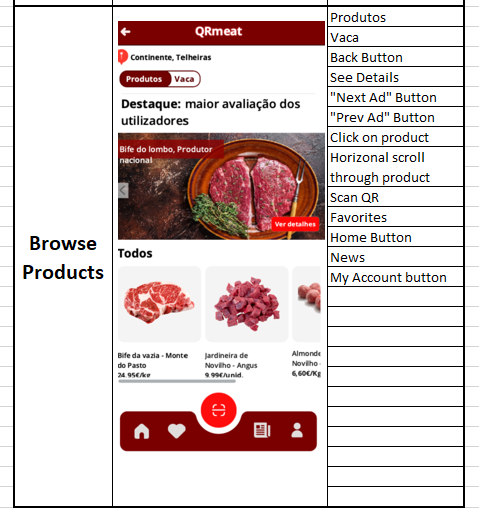 Browse
Products
QRmeat
Continente, Telheiras
Produtos
Vaca
Destaque: maior avaliação dos
utilizadores
Bife do lombo, Produtor
nacional
Ver detalhes
Todos
Bife da vazia - Monte
do Pasto
24,95€/kg
Jardineira de
Novilho - Angus
9,99€/unid.
Almonde
Novilho -
6,60€/Kg
Produtos
Vaca
Back Button
See Details
"Next Ad" Button
"Prev Ad" Button
Click on product
Horizonal scroll
through product
Scan QR
Favorites
Home Button
News
My Account button